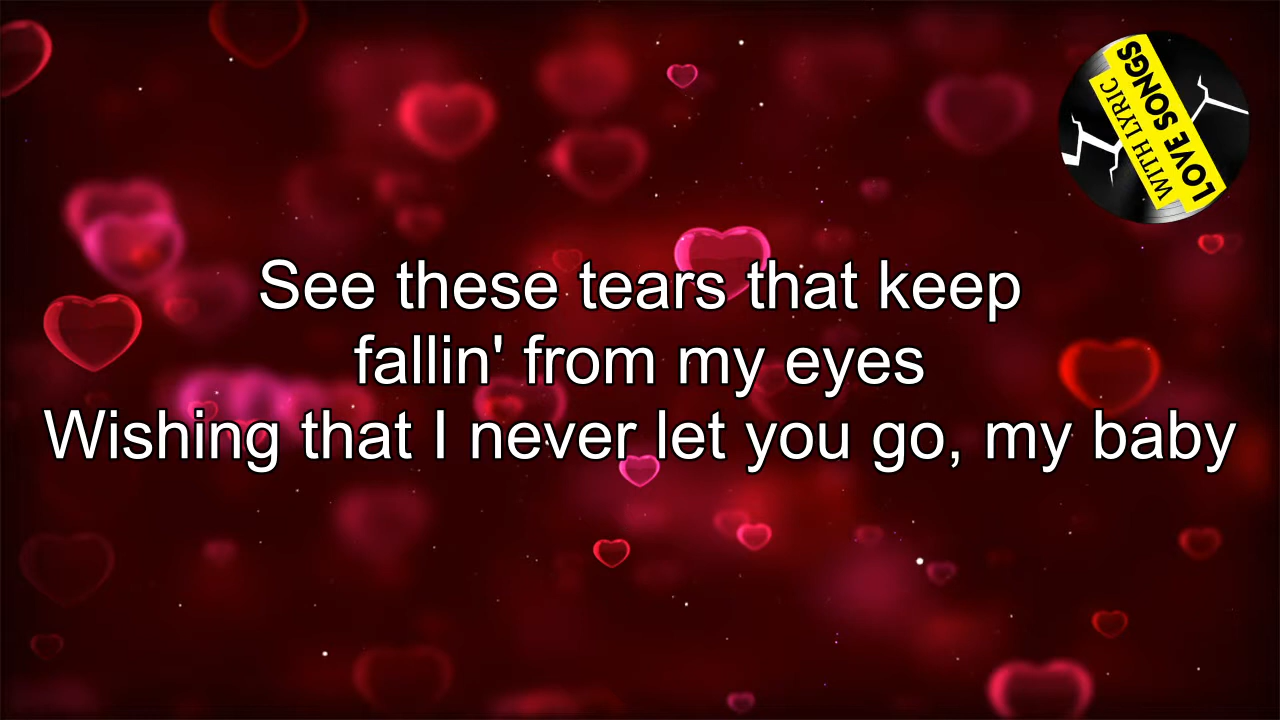 WITH LYRIC
LOVE SONGS
See these tears that keep
fallin' from my eyes
Wishing that I never let you go, my baby